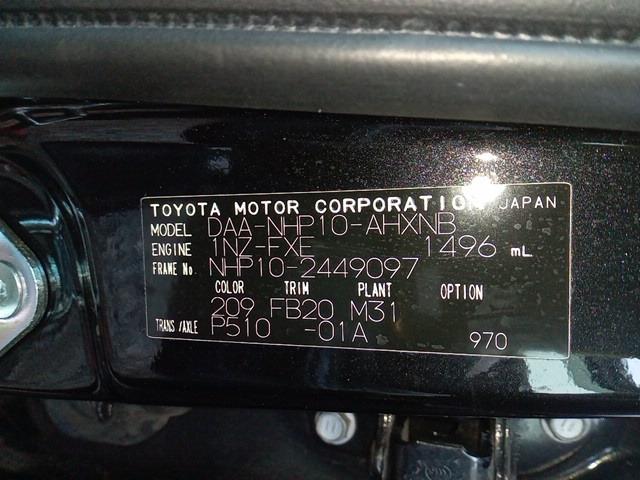 TOYOTA MOTOR CORPORATION JAPAN
MODEL DAA-NHP10-AHXNB
ENGINE 1NZ-FXE 1496 mL
FRAME No. NHP10-2449097
COLOR TRIM PLANT OPTION
209 FB20 M31
TRANS/AXLE P510 -01A
970